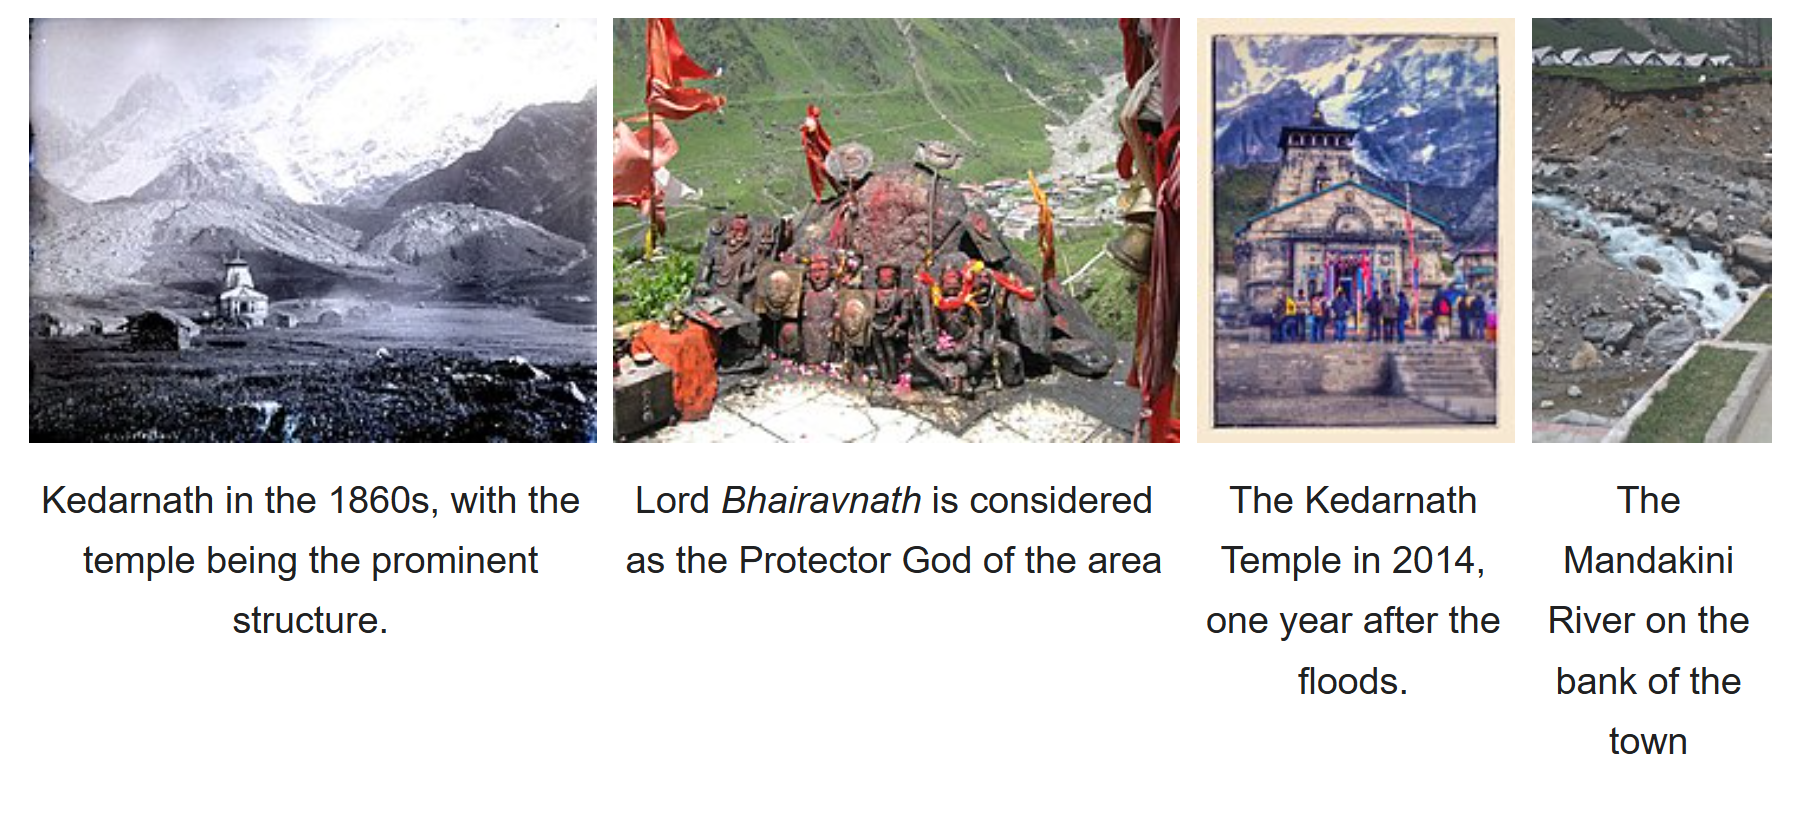 Kedarnath in the 1860s, with the
temple being the prominent
structure.
Lord Bhairavnath is considered
as the Protector God of the area
The Kedarnath
Temple in 2014,
one year after the
floods.
The
Mandakini
River on the
bank of the
town